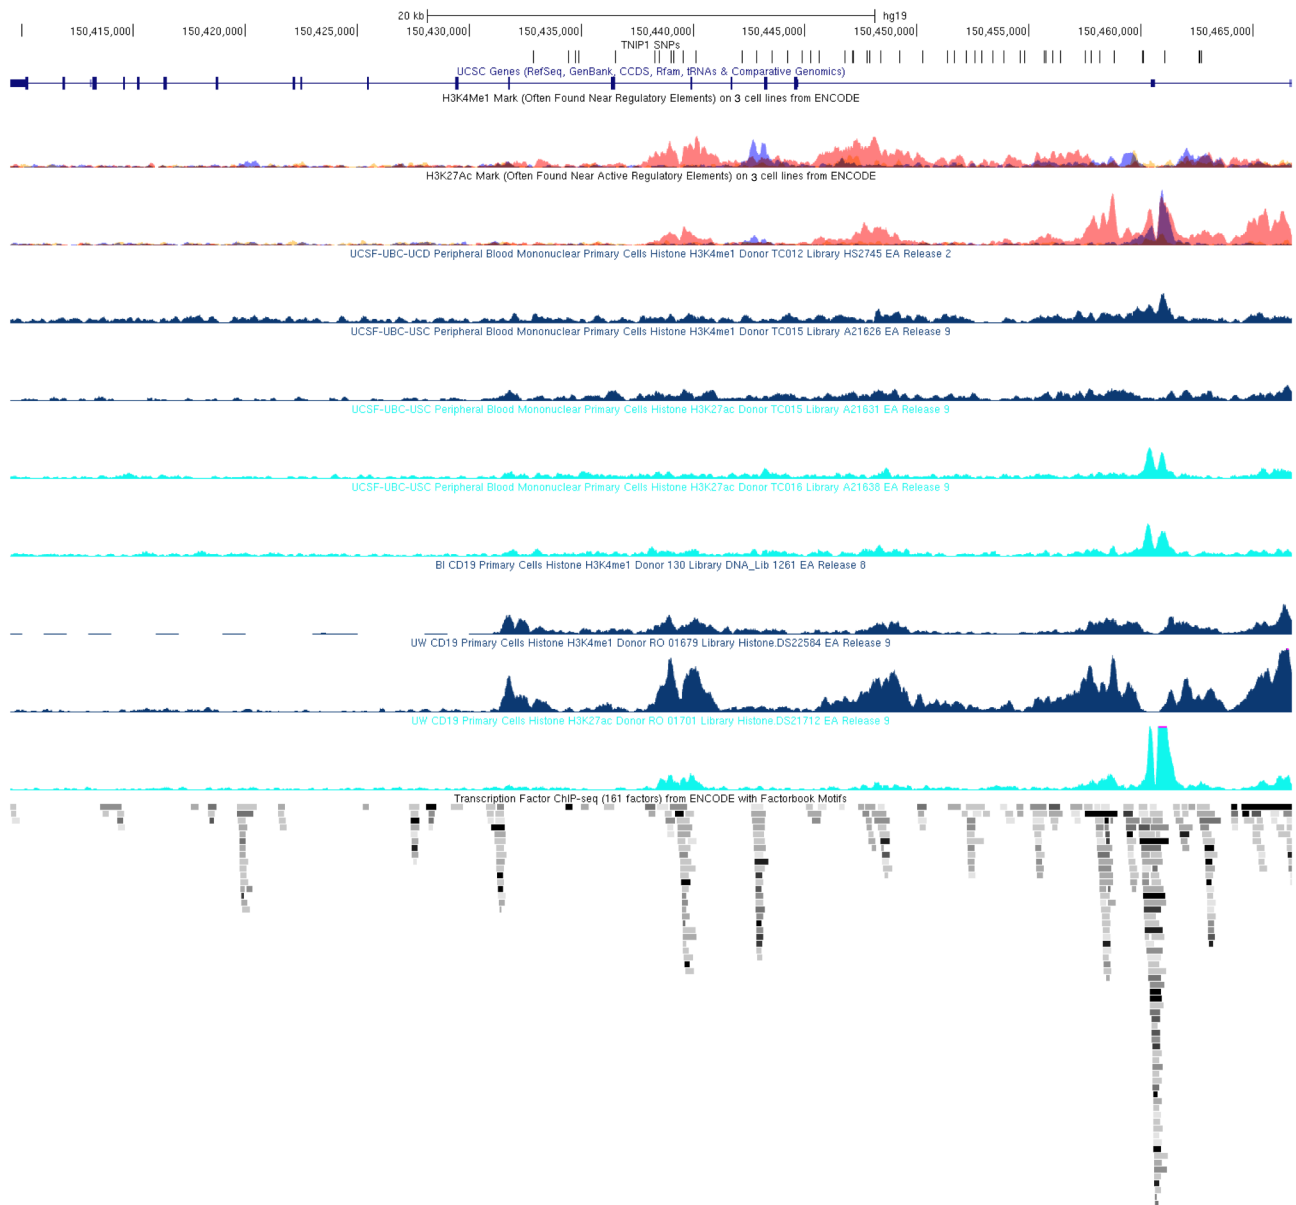 20 kb hg19
150,415,000 150,420,000 150,425,000 150,430,000 150,435,000 150,440,000 150,445,000 150,450,000 150,455,000 150,460,000 150,465,000
TNIP1 SNPs
UCSC Genes (RefSeq, GenBank, CCDS, Rfam, tRNAs & Comparative Genomics)
H3K4Me1 Mark (Often Found Near Regulatory Elements) on 3 cell lines from ENCODE
H3K27Ac Mark (Often Found Near Active Regulatory Elements) on 3 cell lines from ENCODE
UCSF-UBC-UCD Peripheral Blood Mononuclear Primary Cells Histone H3K4me1 Donor TC012 Library HS2745 EA Release 2
UCSF-UBC-USC Peripheral Blood Mononuclear Primary Cells Histone H3K4me1 Donor TC015 Library A21626 EA Release 9
UCSF-UBC-USC Peripheral Blood Mononuclear Primary Cells Histone H3K27ac Donor TC015 Library A21631 EA Release 9
UCSF-UBC-USC Peripheral Blood Mononuclear Primary Cells Histone H3K27ac Donor TC016 Library A21638 EA Release 9
BI CD19 Primary Cells Histone H3K4me1 Donor 130 Library DNA_Lib 1261 EA Release 8
UW CD19 Primary Cells Histone H3K4me1 Donor RO 01679 Library Histone.DS22584 EA Release 9
UW CD19 Primary Cells Histone H3K27ac Donor RO 01701 Library Histone.DS21712 EA Release 9
Transcription Factor ChIP-seq (161 factors) from ENCODE with Factorbook Motifs